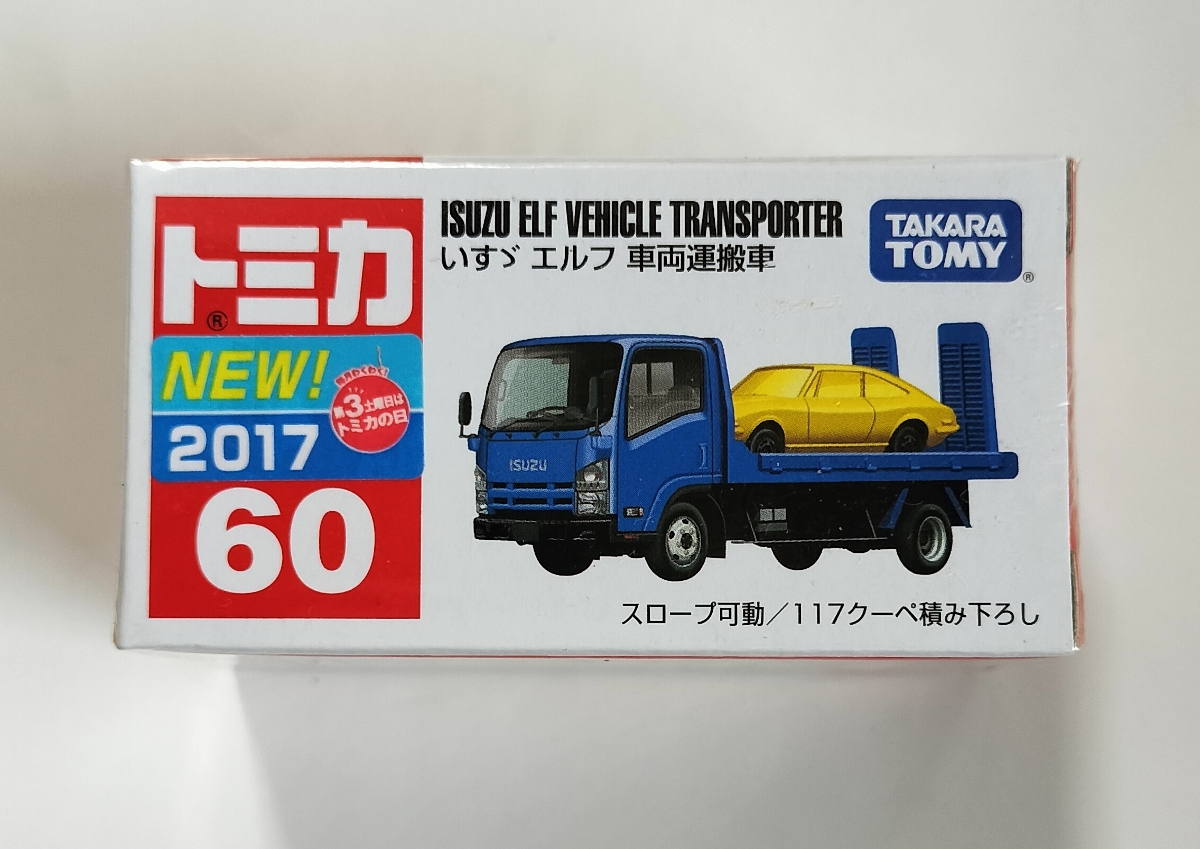 トミカ
®
NEW!
毎月わくわく!
第3土曜日は
トミカの日
2017
60
ISUZU ELF VEHICLE TRANSPORTER
いすゞ エルフ 車両運搬車
TAKARA
TOMY
®
ISUZU
スロープ可動/117クーペ積み下ろし